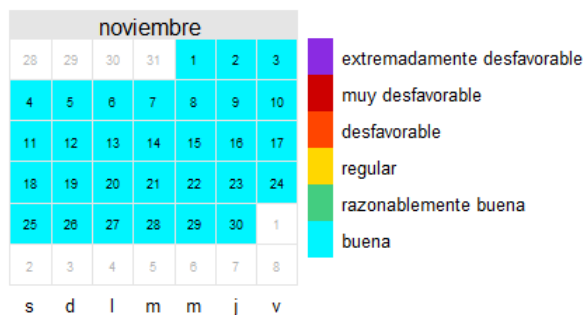 noviembre
28 29 30 31 1 2 3
4 5 6 7 8 9 10
11 12 13 14 15 16 17
18 19 20 21 22 23 24
25 26 27 28 29 30 1
2 3 4 5 6 7 8
s d l m m j v
extremadamente desfavorable
muy desfavorable
desfavorable
regular
razonablemente buena
buena